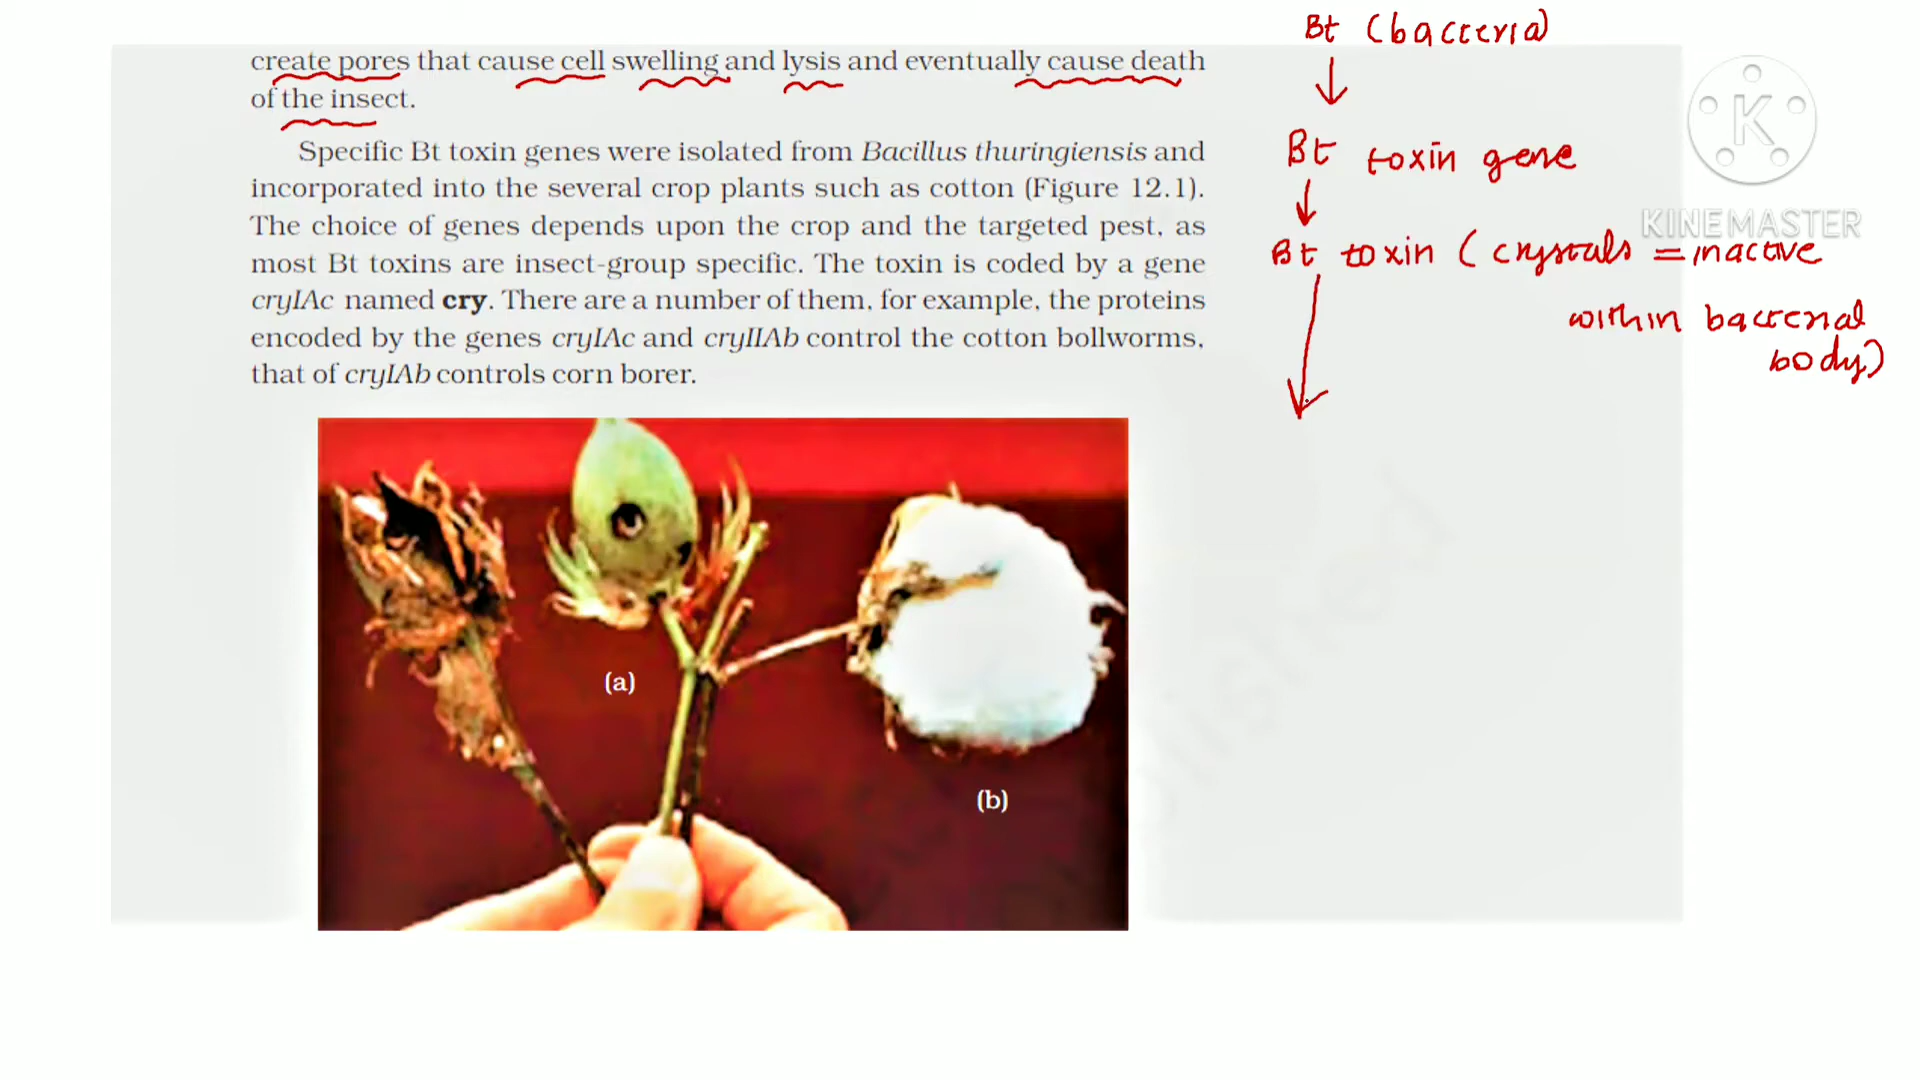 create pores that cause cell swelling and lysis and eventually cause death
of the insect.
Specific Bt toxin genes were isolated from Bacillus thuringiensis and
incorporated into the several crop plants such as cotton (Figure 12.1).
The choice of genes depends upon the crop and the targeted pest, as
most Bt toxins are insect-group specific. The toxin is coded by a gene
cryIAc named cry. There are a number of them, for example, the proteins
encoded by the genes cryIAc and cryIIAb control the cotton bollworms,
that of cryIAb controls corn borer.
(a)
(b)
Bt (bacteria)
Bt toxin gene
Bt toxin (crystals = inactive
within bacterial
body)
K
KINEMASTER